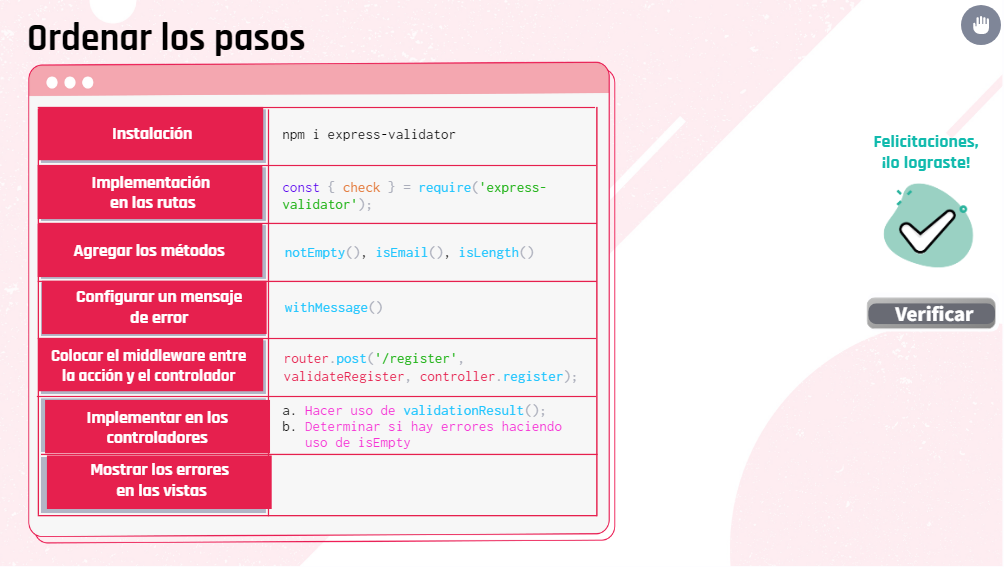 Ordenar los pasos
Instalación
npm i express-validator
Implementación
en las rutas
const { check } = require('express-
validator');
Agregar los métodos
notEmpty(), isEmail(), isLength()
Configurar un mensaje
de error
withMessage()
Colocar el middleware entre
la acción y el controlador
router.post('/register',
validateRegister, controller.register);
Implementar en los
controladores
a. Hacer uso de validationResult();
b. Determinar si hay errores haciendo
uso de isEmpty
Mostrar los errores
en las vistas
Felicitaciones,
¡lo lograste!
Verificar